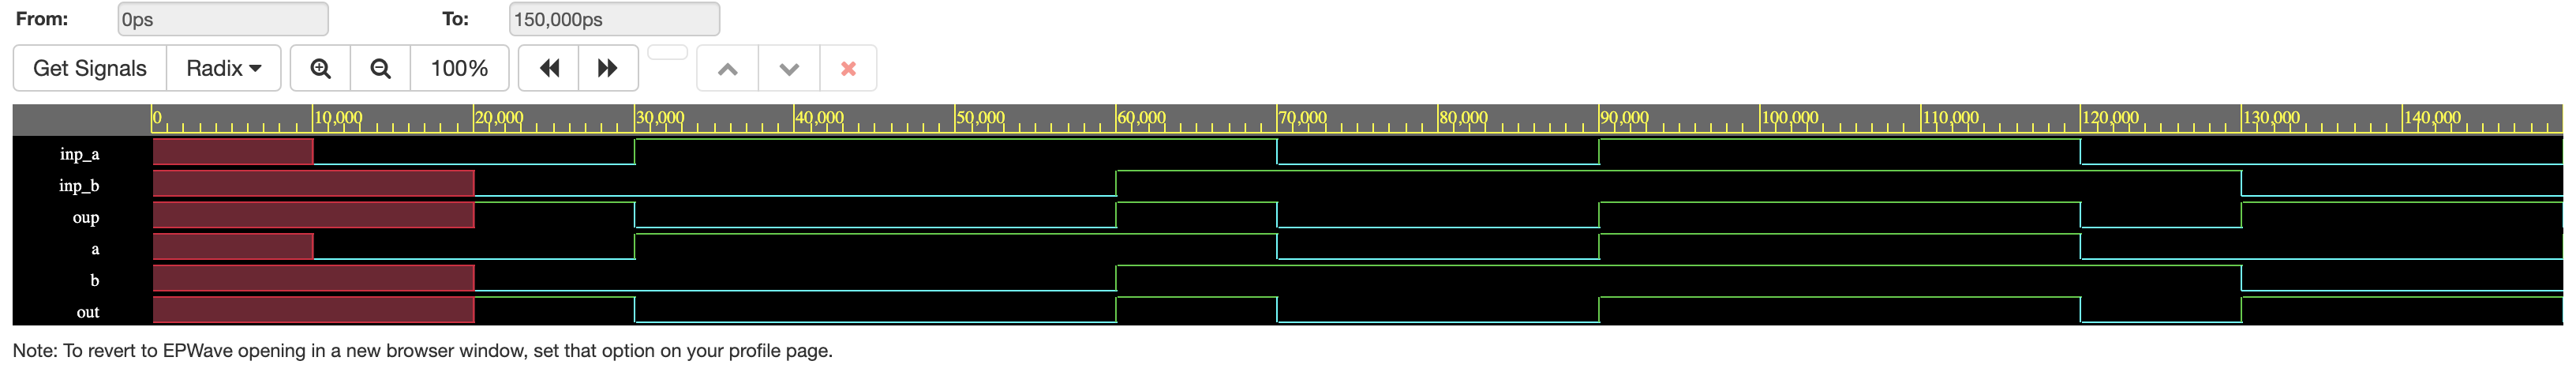 From: 0ps To: 150,000ps
Get Signals Radix 100%
0 10,000 20,000 30,000 40,000 50,000 60,000 70,000 80,000 90,000 100,000 110,000 120,000 130,000 140,000
inp_a
inp_b
oup
a
b
out
Note: To revert to EPWave opening in a new browser window, set that option on your profile page.